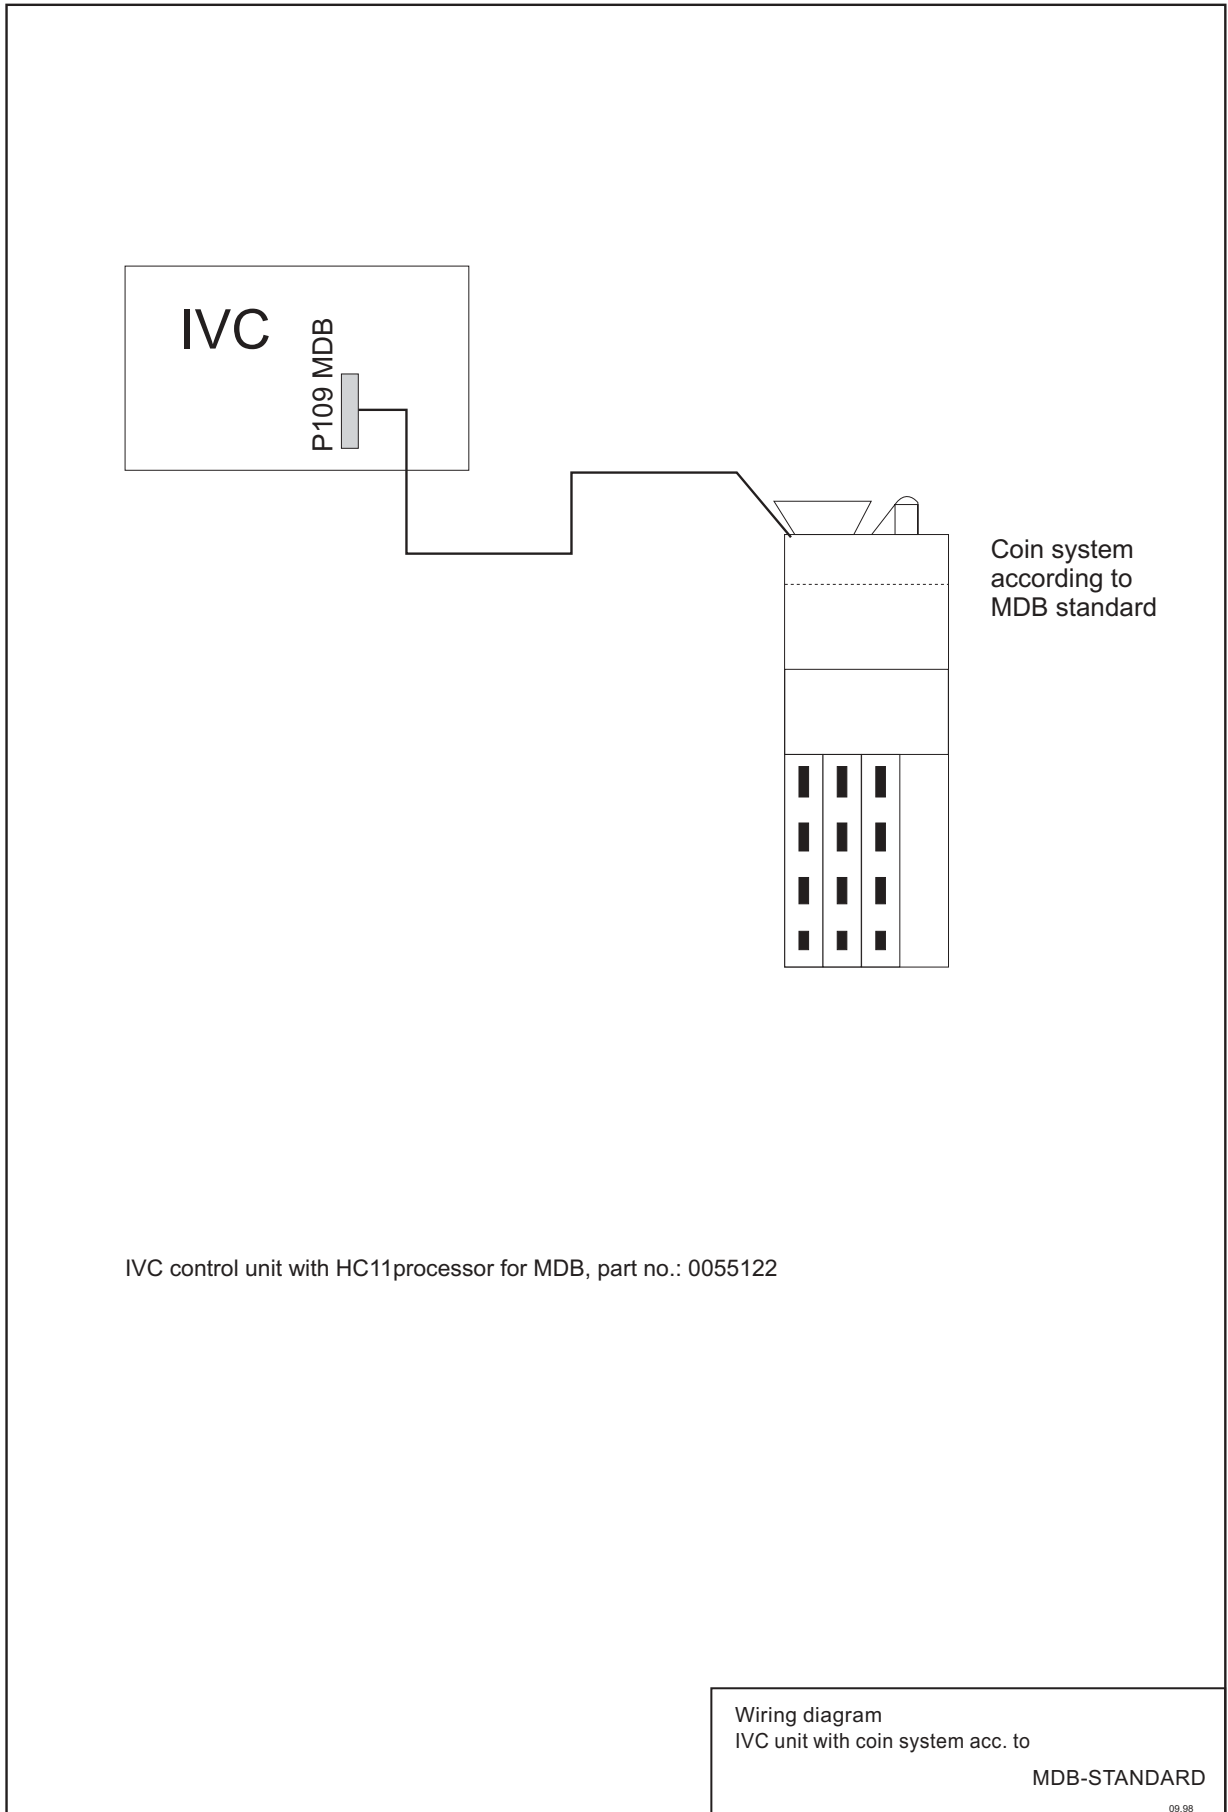 IVC
P109 MDB
Coin system
according to
MDB standard
IVC control unit with HC11processor for MDB, part no.: 0055122
Wiring diagram
IVC unit with coin system acc. to
MDB-STANDARD
09.98